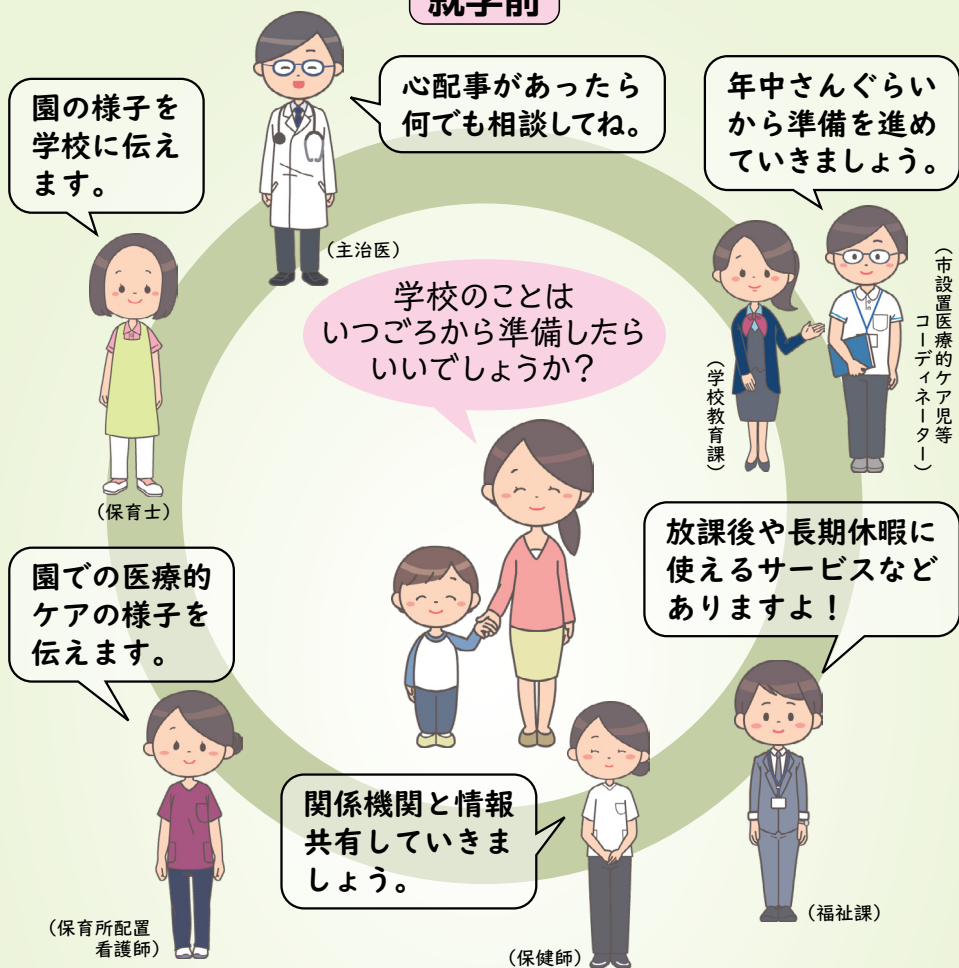 就学前
心配事があったら
何でも相談してね。
(主治医)
年中さんぐらい
から準備を進め
ていきましょう。
(学校教育課)
(市設置医療的ケア児等
コーディネーター)
園の様子を
学校に伝え
ます。
(保育士)
学校のことは
いつごろから準備したら
いいでしょうか?
放課後や長期休暇に
使えるサービスなど
ありますよ!
(福祉課)
園での医療的
ケアの様子を
伝えます。
(保育所配置
看護師)
関係機関と情報
共有していきま
しょう。
(保健師)